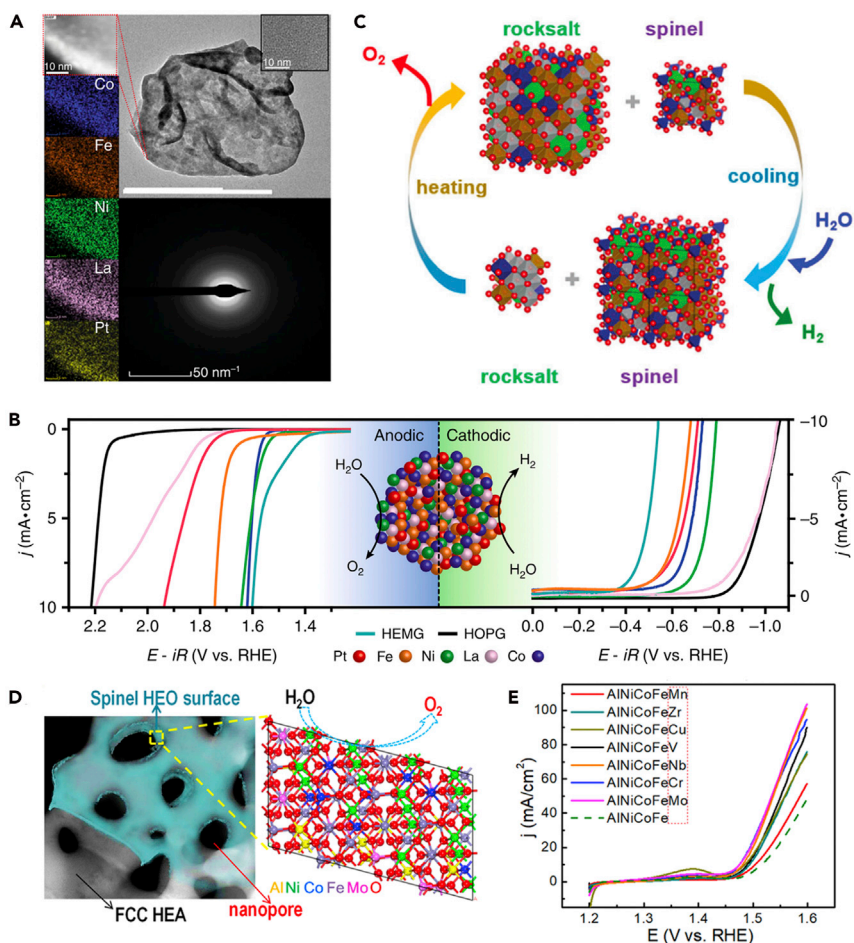 A
10 nm
10 nm
Co
Fe
Ni
La
Pt
50 nm⁻¹
C
rocksalt
spinel
O₂
+
heating
cooling
H₂O
+
H₂
rocksalt
spinel
B
j (mA•cm⁻²)
0
5
10
2.2
2.0
1.8
1.6
1.4
E - iR (V vs. RHE)
Anodic
Cathodic
H₂O
O₂
H₂
H₂O
HEMG
HOPG
Pt
Fe
Ni
La
Co
−10
−5
0
j (mA•cm⁻²)
0.0
−0.2
−0.4
−0.6
−0.8
−1.0
E - iR (V vs. RHE)
D
Spinel HEO surface
H₂O
O₂
FCC HEA
nanopore
AlNiCoFeMoO
E
AlNiCoFeMn
AlNiCoFeZr
AlNiCoFeCu
AlNiCoFeV
AlNiCoFeNb
AlNiCoFeCr
AlNiCoFeMo
AlNiCoFe
j (mA/cm²)
100
80
60
40
20
0
1.2
1.3
1.4
1.5
1.6
E (V vs. RHE)